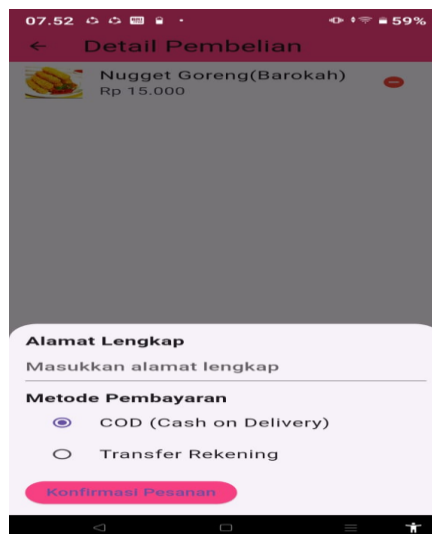 07.52 59%
Detail Pembelian
Nugget Goreng(Barokah)
Rp 15.000
Alamat Lengkap
Masukkan alamat lengkap
Metode Pembayaran
COD (Cash on Delivery)
Transfer Rekening
Konfirmasi Pesanan